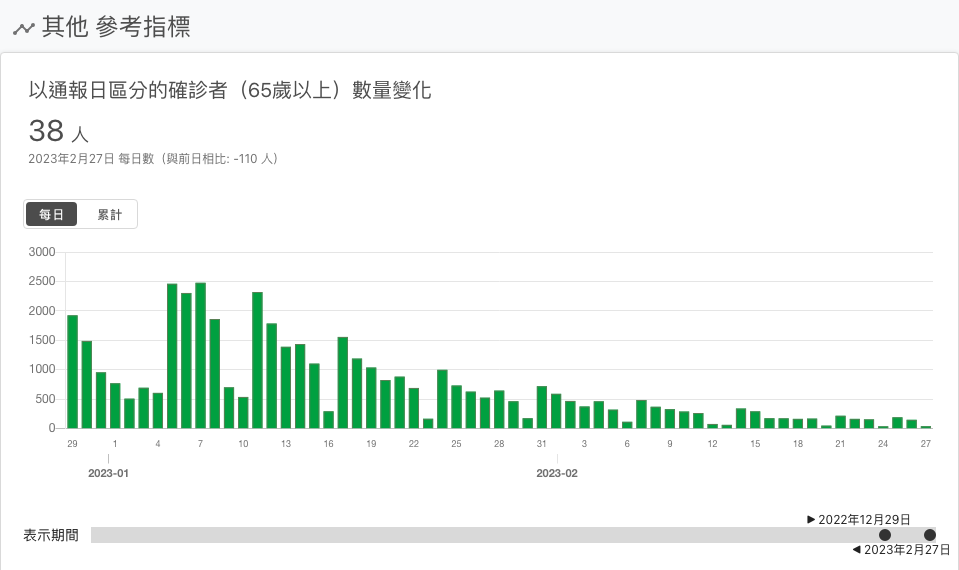 其他 參考指標
以通報日區分的確診者（65歲以上）數量變化
38 人
2023年2月27日 每日數（與前日相比: -110 人）
每日 累計
3000
2500
2000
1500
1000
500
0
29 1 4 7 10 13 16 19 22 25 28 31 3 6 9 12 15 18 21 24 27
2023-01 2023-02
▶ 2022年12月29日
表示期間
◀ 2023年2月27日